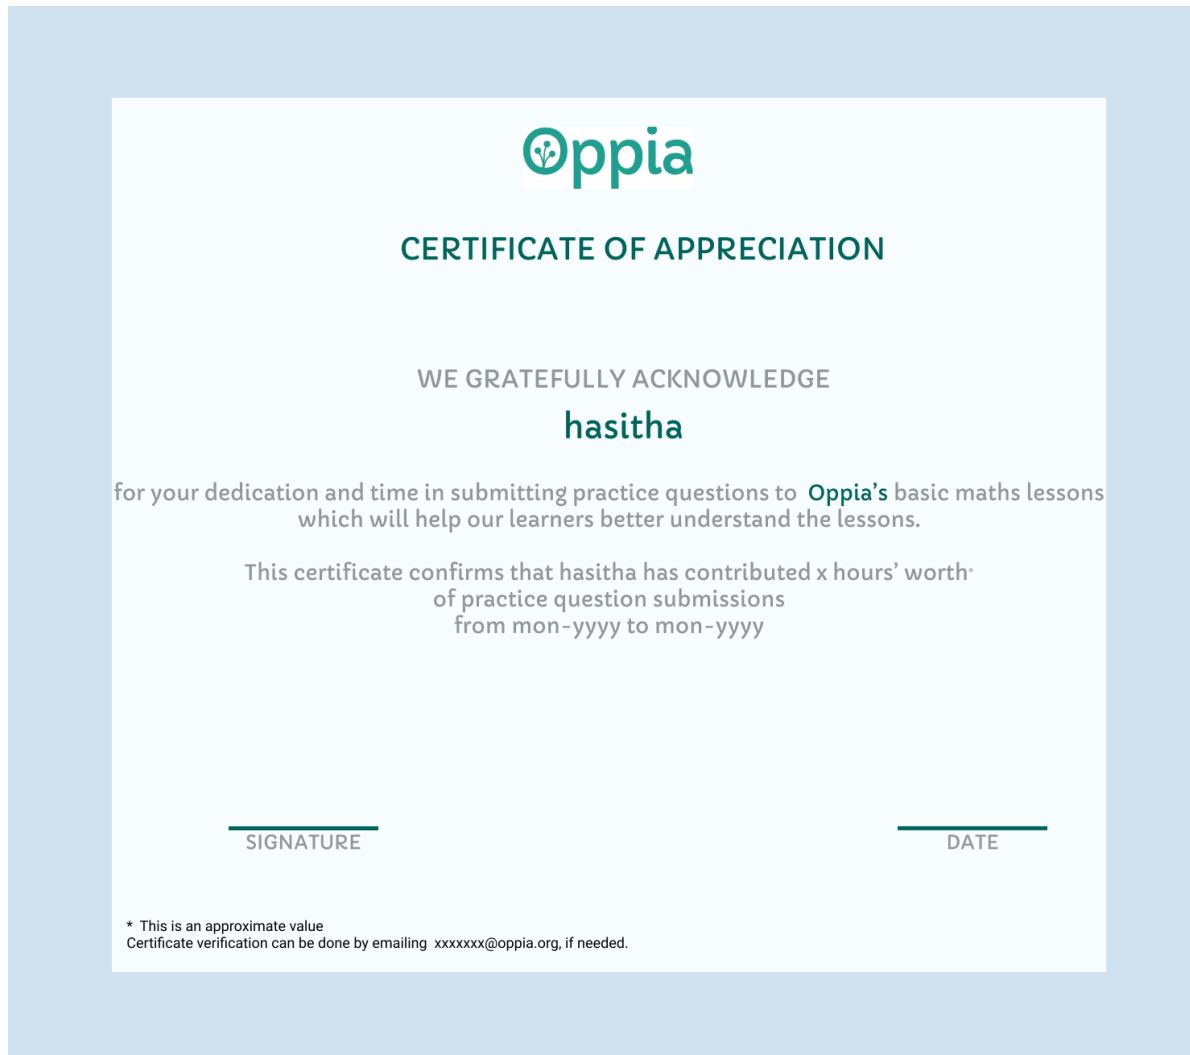 Oppia
CERTIFICATE OF APPRECIATION
WE GRATEFULLY ACKNOWLEDGE
hasitha
for your dedication and time in submitting practice questions to Oppia’s basic maths lessons
which will help our learners better understand the lessons.
This certificate confirms that hasitha has contributed x hours’ worth*
of practice question submissions
from mon-yyyy to mon-yyyy
SIGNATURE
DATE
* This is an approximate value
Certificate verification can be done by emailing xxxxxxx@oppia.org, if needed.